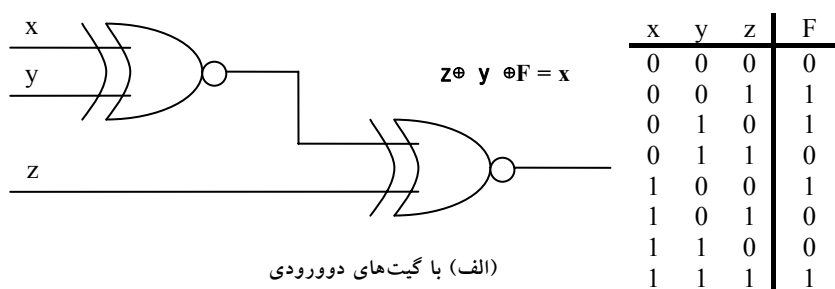 x
y
z
z⊕ y ⊕F = x
(الف) با گیت‌های دوورودی
x y z F
0 0 0 0
0 0 1 1
0 1 0 1
0 1 1 0
1 0 0 1
1 0 1 0
1 1 0 0
1 1 1 1